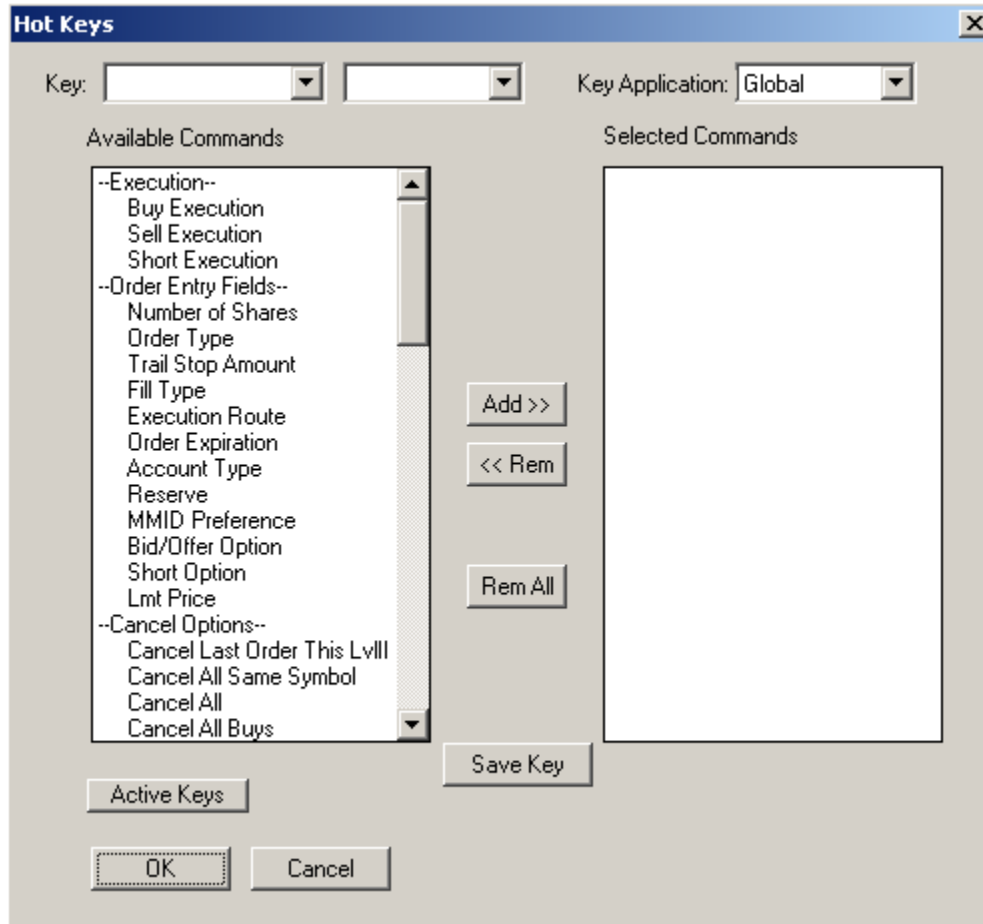 Hot Keys
Key:
Key Application: Global
Available Commands
Selected Commands
--Execution--
Buy Execution
Sell Execution
Short Execution
--Order Entry Fields--
Number of Shares
Order Type
Trail Stop Amount
Fill Type
Execution Route
Order Expiration
Account Type
Reserve
MMID Preference
Bid/Offer Option
Short Option
Lmt Price
--Cancel Options--
Cancel Last Order This LvlII
Cancel All Same Symbol
Cancel All
Cancel All Buys
Add >>
<< Rem
Rem All
Save Key
Active Keys
OK
Cancel